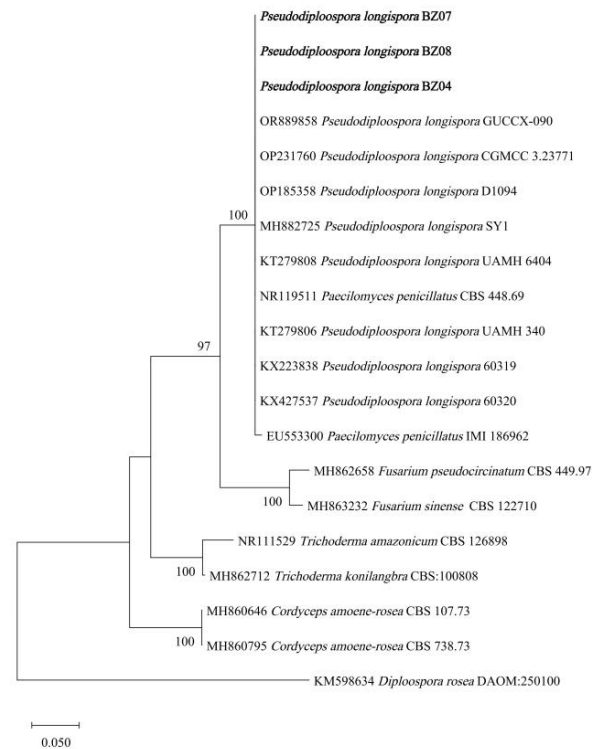 Pseudodiploospora longispora BZ07
Pseudodiploospora longispora BZ08
Pseudodiploospora longispora BZ04
OR889858 Pseudodiploospora longispora GUCCX-090
OP231760 Pseudodiploospora longispora CGMCC 3.23771
OP185358 Pseudodiploospora longispora D1094
100
MH882725 Pseudodiploospora longispora SY1
KT279808 Pseudodiploospora longispora UAMH 6404
NR119511 Paecilomyces penicillatus CBS 448.69
KT279806 Pseudodiploospora longispora UAMH 340
97
KX223838 Pseudodiploospora longispora 60319
KX427537 Pseudodiploospora longispora 60320
EU553300 Paecilomyces penicillatus IMI 186962
MH862658 Fusarium pseudocircinatum CBS 449.97
100
MH863232 Fusarium sinense CBS 122710
NR111529 Trichoderma amazonicum CBS 126898
100
MH862712 Trichoderma konilangbra CBS:100808
MH860646 Cordyceps amoene-rosea CBS 107.73
100
MH860795 Cordyceps amoene-rosea CBS 738.73
KM598634 Diploospora rosea DAOM:250100
0.050